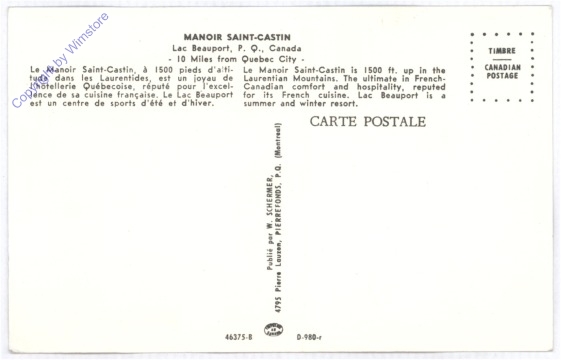 MANOIR SAINT-CASTIN
Lac Beauport, P. Q., Canada
- 10 Miles from Quebec City -
Le Manoir Saint-Castin, à 1500 pieds d'alti-
tude dans les Laurentides, est un joyau de
l'hôtellerie Québecoise, réputé pour l'excel-
lence de sa cuisine française. Le Lac Beauport
est un centre de sports d'été et d'hiver.
Le Manoir Saint-Castin is 1500 ft. up in the
Laurentian Mountains. The ultimate in French-
Canadian comfort and hospitality, reputed
for its French cuisine. Lac Beauport is a
summer and winter resort.
TIMBRE
CANADIAN
POSTAGE
CARTE POSTALE
Publié par W. SCHERMER,
4795 Pierre Lauzon, PIERREFONDS, P.Q. (Montreal)
46375-B
D-980-r
Copyright by Wimstore